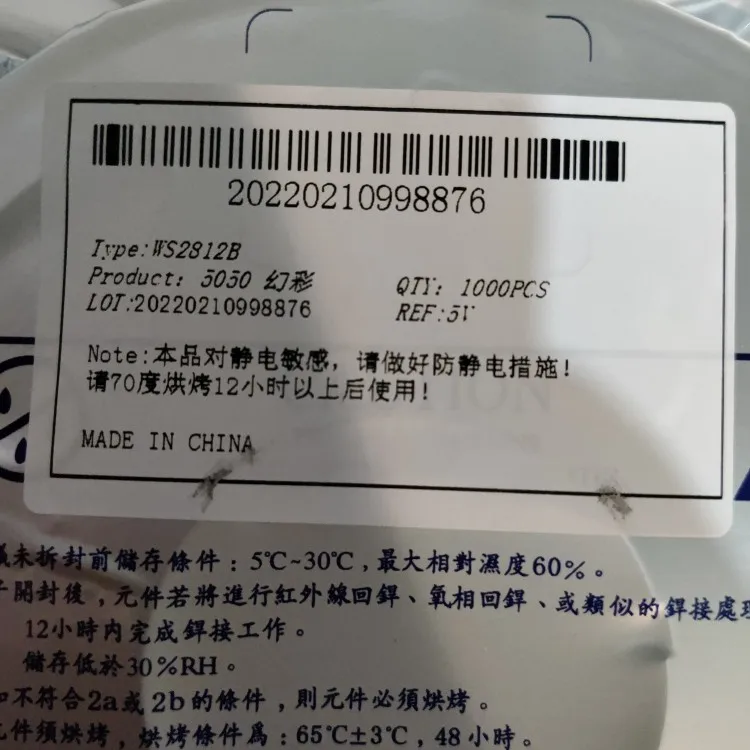 20220210998876
Type:WS2812B
Product: 5050 幻彩
QTY: 1000PCS
LOT:20220210998876
REF:5V
Note:本品对静电敏感，请做好防静电措施!
请70度烘烤12小时以上后使用!
MADE IN CHINA
未拆封前儲存條件：5℃~30℃，最大相對濕度60%。
開封後，元件若將進行紅外線回銲、氧相回銲、或類似的銲接處理
12小時內完成銲接工作。
儲存低於30%RH。
不符合2a或2b的條件，則元件必須烘烤。
件須烘烤，烘烤條件爲：65℃±3℃，48小時。